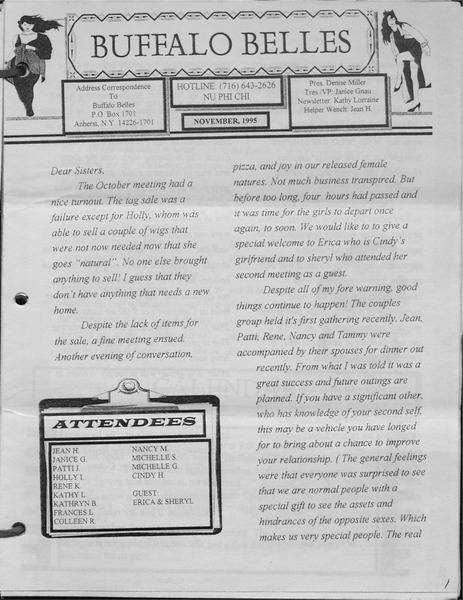 BUFFALO BELLES
Address Correspondence
To
Buffalo Belles
P.O. Box 1701
Amherst, N.Y. 14226-1701
HOTLINE: (716) 643-2626
NU PHI CHI
NOVEMBER, 1995
Pres. Denise Miller
Tres./VP: Janice Gnau
Newsletter: Kathy Lorraine
Helper Wench: Jean H.
Dear Sisters,
The October meeting had a
nice turnout. The tag sale was a
failure except for Holly, whom was
able to sell a couple of wigs that
were not now needed now that she
goes "natural". No one else brought
anything to sell! I guess that they
don't have anything that needs a new
home.
Despite the lack of items for
the sale, a fine meeting ensued.
Another evening of conversation,
ATTENDEES
JEAN H.
JANICE G.
PATTI J.
HOLLY I.
RENE K.
KATHY L.
KATHRYN B.
FRANCES L.
COLLEEN R.
NANCY M.
MICHELLE S.
MICHELLE G.
CINDY H.
GUEST
ERICA & SHERYL
pizza, and joy in our released female
natures. Not much business transpired. But
before too long, four hours had passed and
it was time for the girls to depart once
again, to soon. We would like to to give a
special welcome to Erica who is Cindy's
girlfriend and to sheryl who attended her
second meeting as a guest.
Despite all of my fore warning, good
things continue to happen! The couples
group held it's first gathering recently. Jean,
Patti, Rene, Nancy and Tammy were
accompanied by their spouses for dinner out
recently. From what I was told it was a
great success and future outings are
planned. If you have a significant other,
who has knowledge of your second self,
this may be a vehicle you have longed
for to bring about a chance to improve
your relationship. ( The general feelings
were that everyone was surprised to see
that we are normal people with a
special gift to see the assets and
hindrances of the opposite sexes. Which
makes us very special people. The real
1